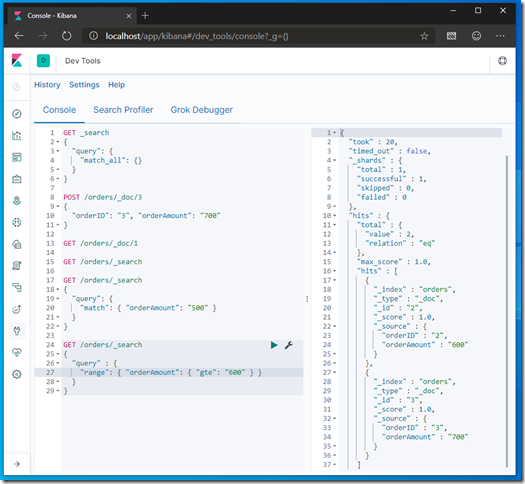 Console - Kibana
localhost/app/kibana#/dev_tools/console?_g=()
D Dev Tools
History Settings Help
Console Search Profiler Grok Debugger
1 GET _search
2 {
3 "query": {
4 "match_all": {}
5 }
6 }
7
8 POST /orders/_doc/3
9 {
10 "orderID": "3", "orderAmount": "700"
11 }
12
13 GET /orders/_doc/1
14
15 GET /orders/_search
16
17 GET /orders/_search
18 {
19 "query": {
20 "match": { "orderAmount": "500" }
21 }
22 }
23
24 GET /orders/_search
25 {
26 "query" : {
27 "range": { "orderAmount": { "gte": "600" } }
28 }
29 }
1 {
2 "took" : 20,
3 "timed_out" : false,
4 "_shards" : {
5 "total" : 1,
6 "successful" : 1,
7 "skipped" : 0,
8 "failed" : 0
9 },
10 "hits" : {
11 "total" : {
12 "value" : 2,
13 "relation" : "eq"
14 },
15 "max_score" : 1.0,
16 "hits" : [
17 {
18 "_index" : "orders",
19 "_type" : "_doc",
20 "_id" : "2",
21 "_score" : 1.0,
22 "_source" : {
23 "orderID" : "2",
24 "orderAmount" : "600"
25 }
26 },
27 {
28 "_index" : "orders",
29 "_type" : "_doc",
30 "_id" : "3",
31 "_score" : 1.0,
32 "_source" : {
33 "orderID" : "3",
34 "orderAmount" : "700"
35 }
36 }
37 ]